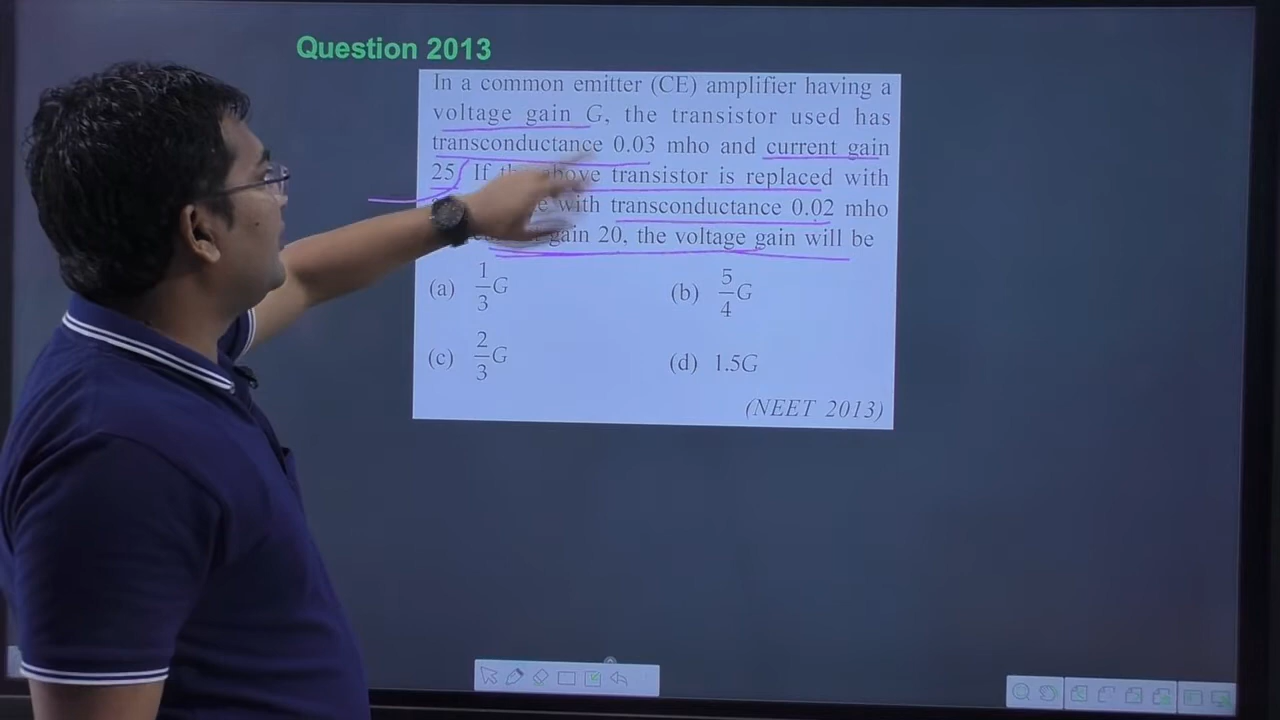 Question 2013
In a common emitter (CE) amplifier having a
voltage gain G, the transistor used has
transconductance 0.03 mho and current gain
25. If above transistor is replaced with
with transconductance 0.02 mho
gain 20, the voltage gain will be
(a) 1/3 G
(b) 5/4 G
(c) 2/3 G
(d) 1.5G
(NEET 2013)